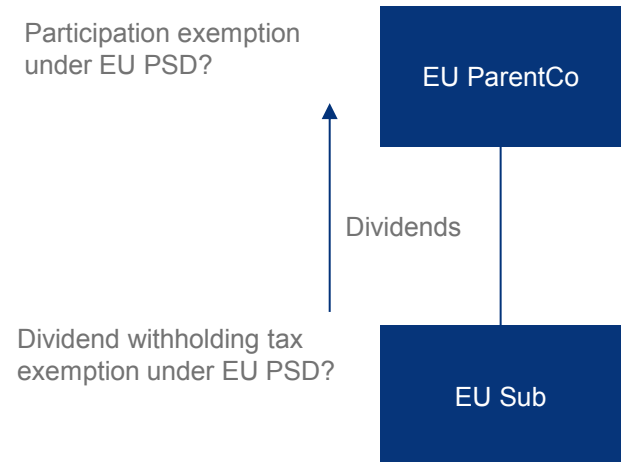 Participation exemption
under EU PSD?
EU ParentCo
Dividends
Dividend withholding tax
exemption under EU PSD?
EU Sub